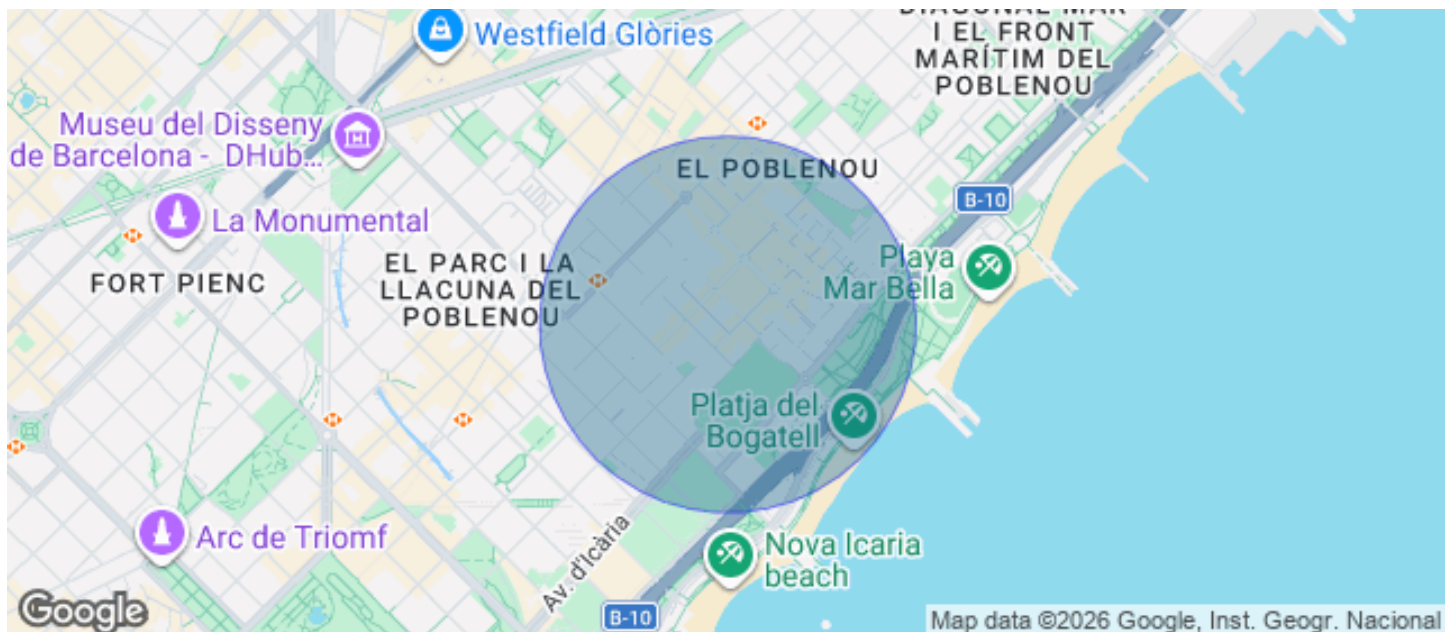 DIAGONAL MAR
I EL FRONT
MARÍTIM DEL
POBLENOU
Westfield Glòries
Museu del Disseny
de Barcelona - DHub...
EL POBLENOU
B-10
La Monumental
FORT PIENC
EL PARC I LA
LLACUNA DEL
POBLENOU
Playa
Mar Bella
Platja del
Bogatell
Arc de Triomf
Av. d'Icària
Nova Icaria
beach
B-10
Google
Map data ©2026 Google, Inst. Geogr. Nacional